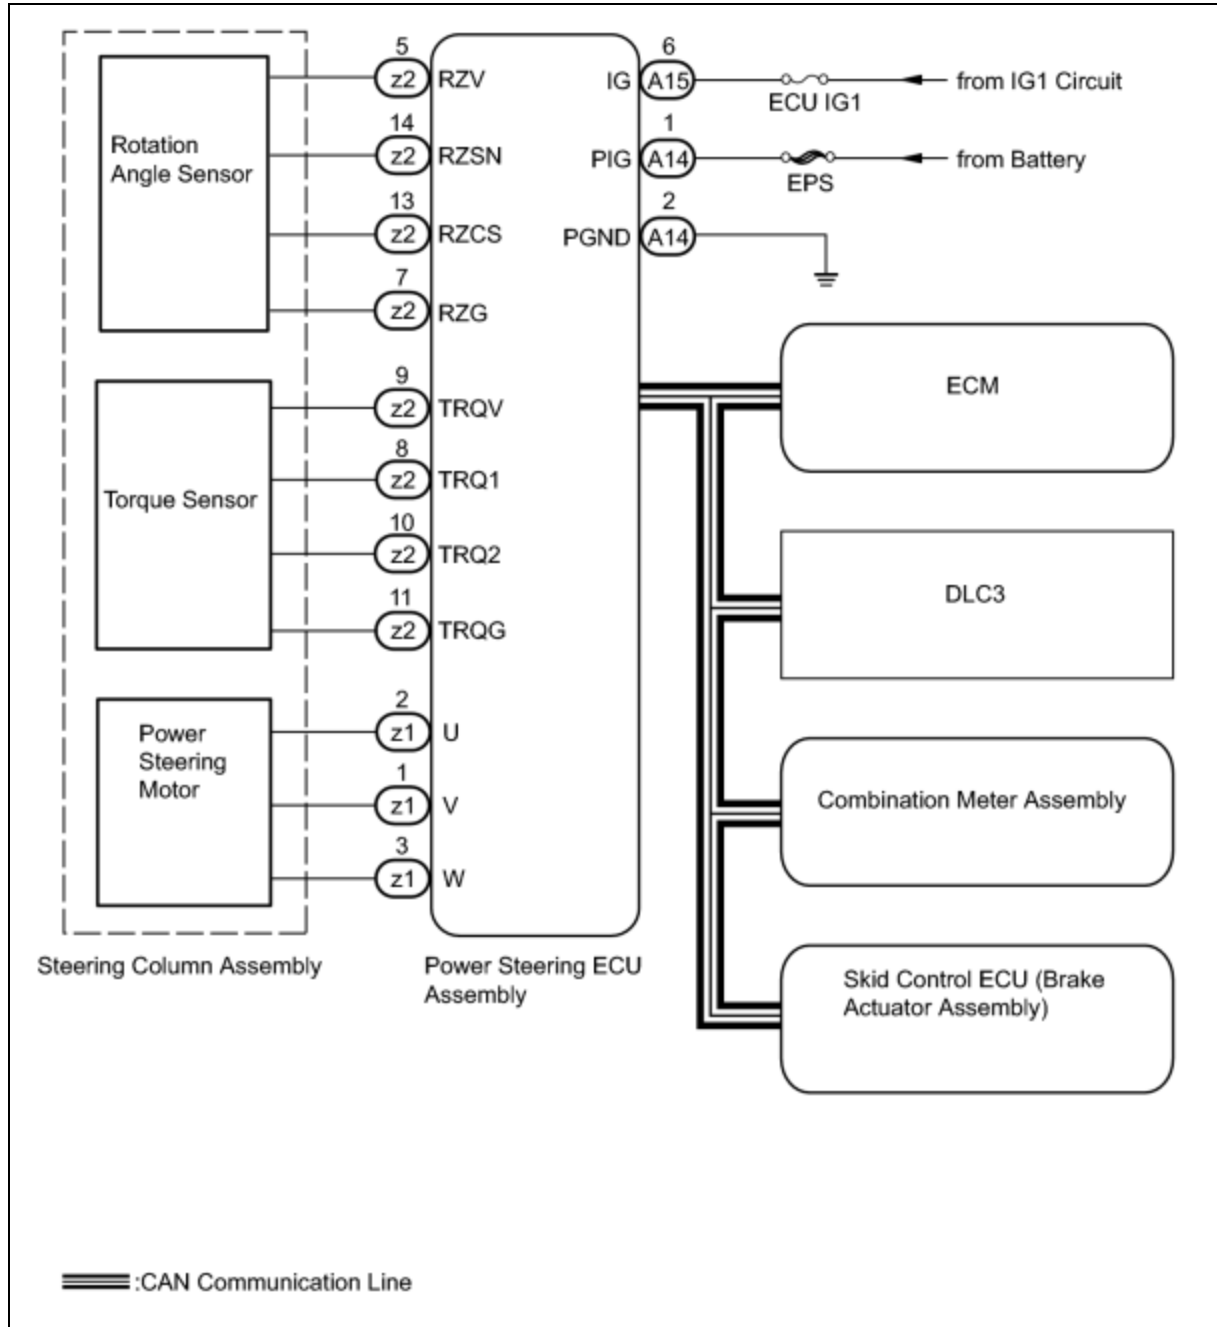 5
z2 RZV
14
z2 RZSN
13
z2 RZCS
7
z2 RZG
Rotation
Angle Sensor
9
z2 TRQV
8
z2 TRQ1
10
z2 TRQ2
11
z2 TRQG
Torque Sensor
2
z1 U
1
z1 V
3
z1 W
Power
Steering
Motor
Steering Column Assembly
Power Steering ECU
Assembly
6
IG A15
ECU IG1
from IG1 Circuit
1
PIG A14
EPS
from Battery
2
PGND A14
ECM
DLC3
Combination Meter Assembly
Skid Control ECU (Brake
Actuator Assembly)
:CAN Communication Line